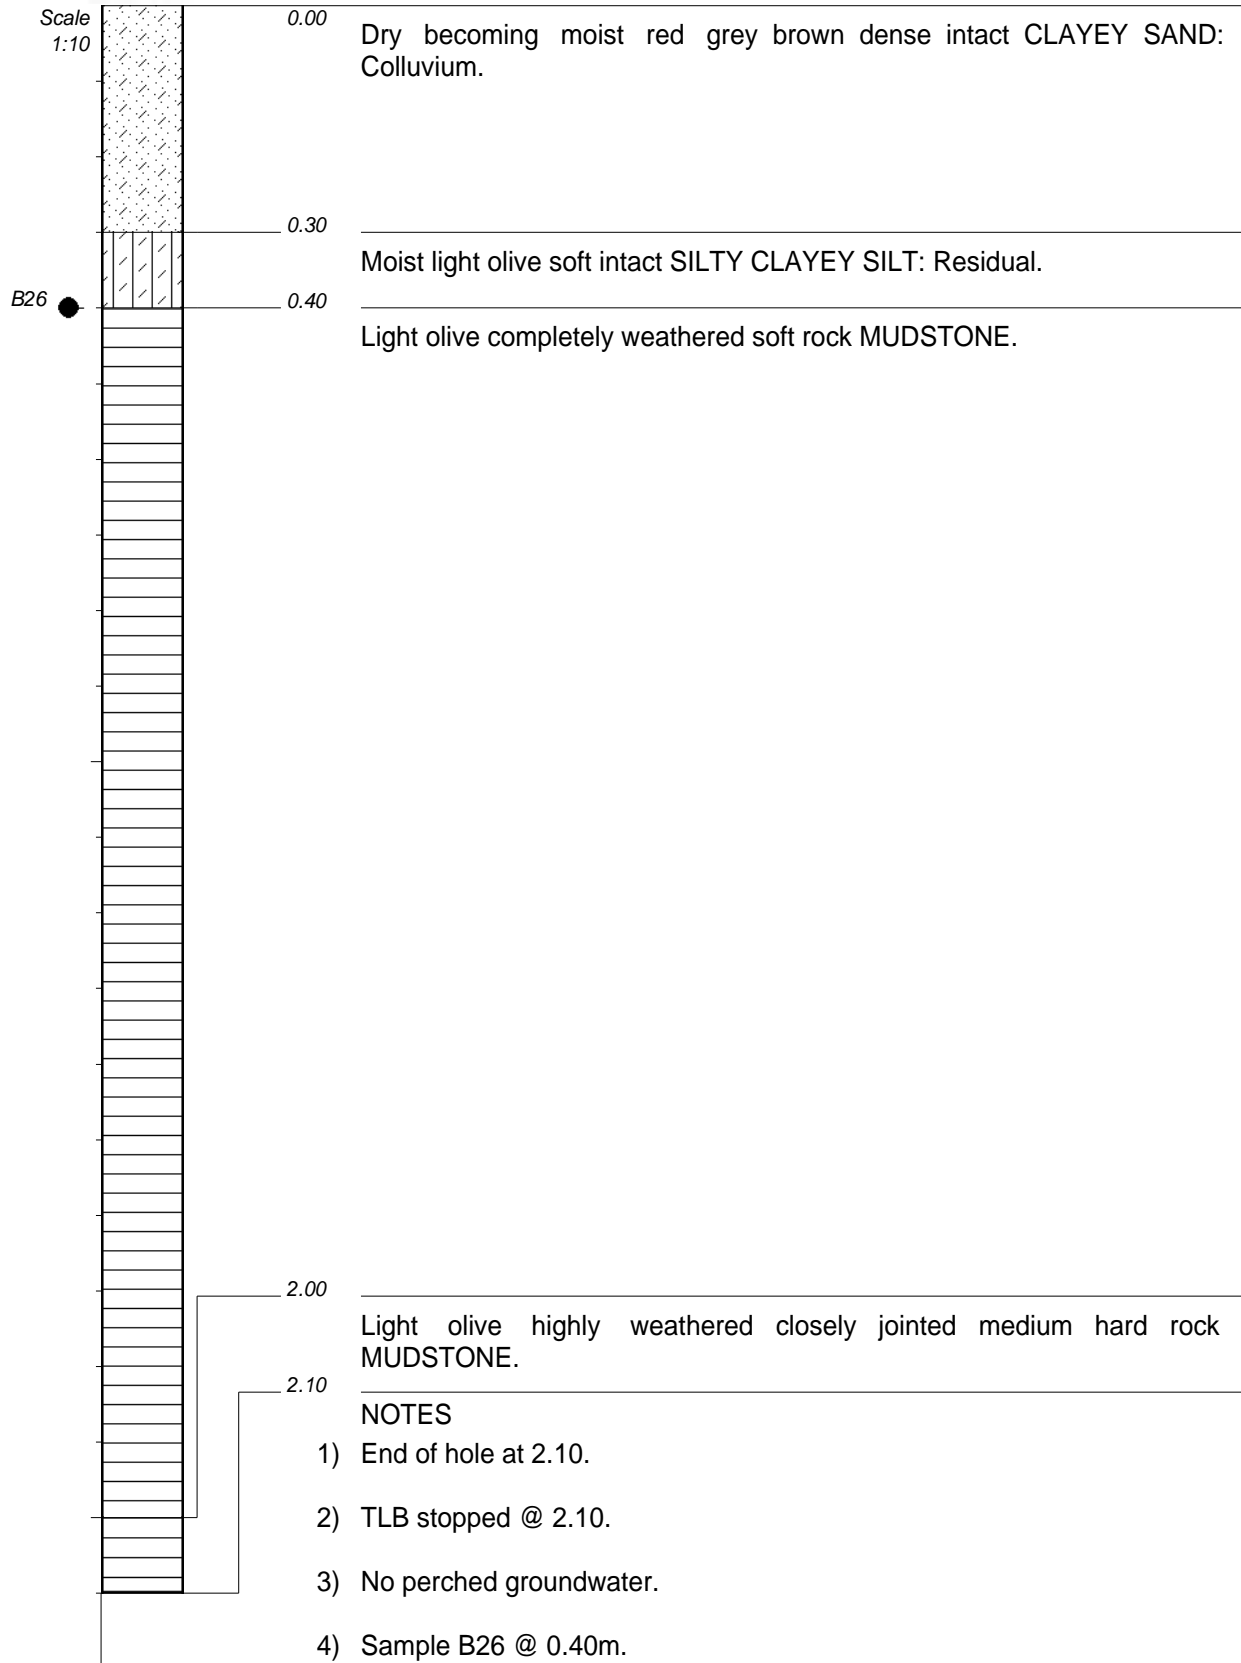 Scale
1:10
0.00
Dry becoming moist red grey brown dense intact CLAYEY SAND:
Colluvium.
0.30
Moist light olive soft intact SILTY CLAYEY SILT: Residual.
B26
0.40
Light olive completely weathered soft rock MUDSTONE.
2.00
Light olive highly weathered closely jointed medium hard rock
MUDSTONE.
2.10
NOTES
1) End of hole at 2.10.
2) TLB stopped @ 2.10.
3) No perched groundwater.
4) Sample B26 @ 0.40m.